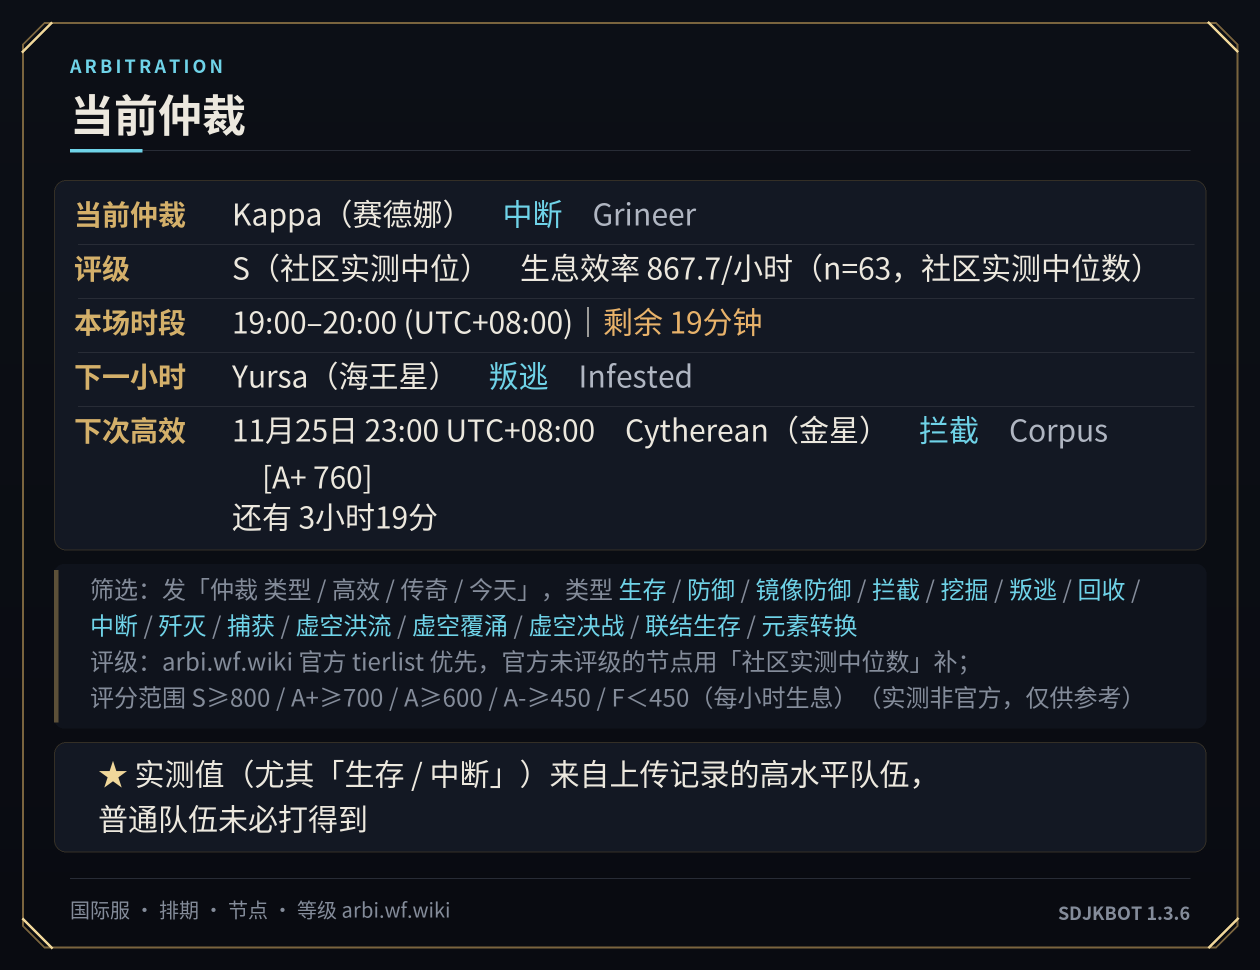 ARBITRATION
当前仲裁
当前仲裁 Kappa（赛德娜） 中断 Grineer
评级 S（社区实测中位） 生息效率 867.7/小时（n=63，社区实测中位数）
本场时段 19:00–20:00 (UTC+08:00)｜剩余 19分钟
下一小时 Yursa（海王星） 叛逃 Infested
下次高效 11月25日 23:00 UTC+08:00 Cytherean（金星） 拦截 Corpus
[A+ 760]
还有 3小时19分
筛选：发「仲裁 类型 / 高效 / 传奇 / 今天」，类型 生存 / 防御 / 镜像防御 / 拦截 / 挖掘 / 叛逃 / 回收 /
中断 / 歼灭 / 捕获 / 虚空洪流 / 虚空覆涌 / 虚空决战 / 联结生存 / 元素转换
评级：arbi.wf.wiki 官方 tierlist 优先，官方未评级的节点用「社区实测中位数」补；
评分范围 S≥800 / A+≥700 / A≥600 / A-≥450 / F＜450（每小时生息）（实测非官方，仅供参考）
★ 实测值（尤其「生存 / 中断」）来自上传记录的高水平队伍，
普通队伍未必打得到
国际服 · 排期 · 节点 · 等级 arbi.wf.wiki
SDJKBOT 1.3.6